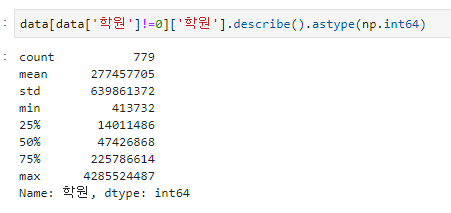 : data[data['학원']!=0]['학원'].describe().astype(np.int64)
: count 779
mean 277457705
std 639861372
min 413732
25% 14011486
50% 47426868
75% 225786614
max 4285524487
Name: 학원, dtype: int64